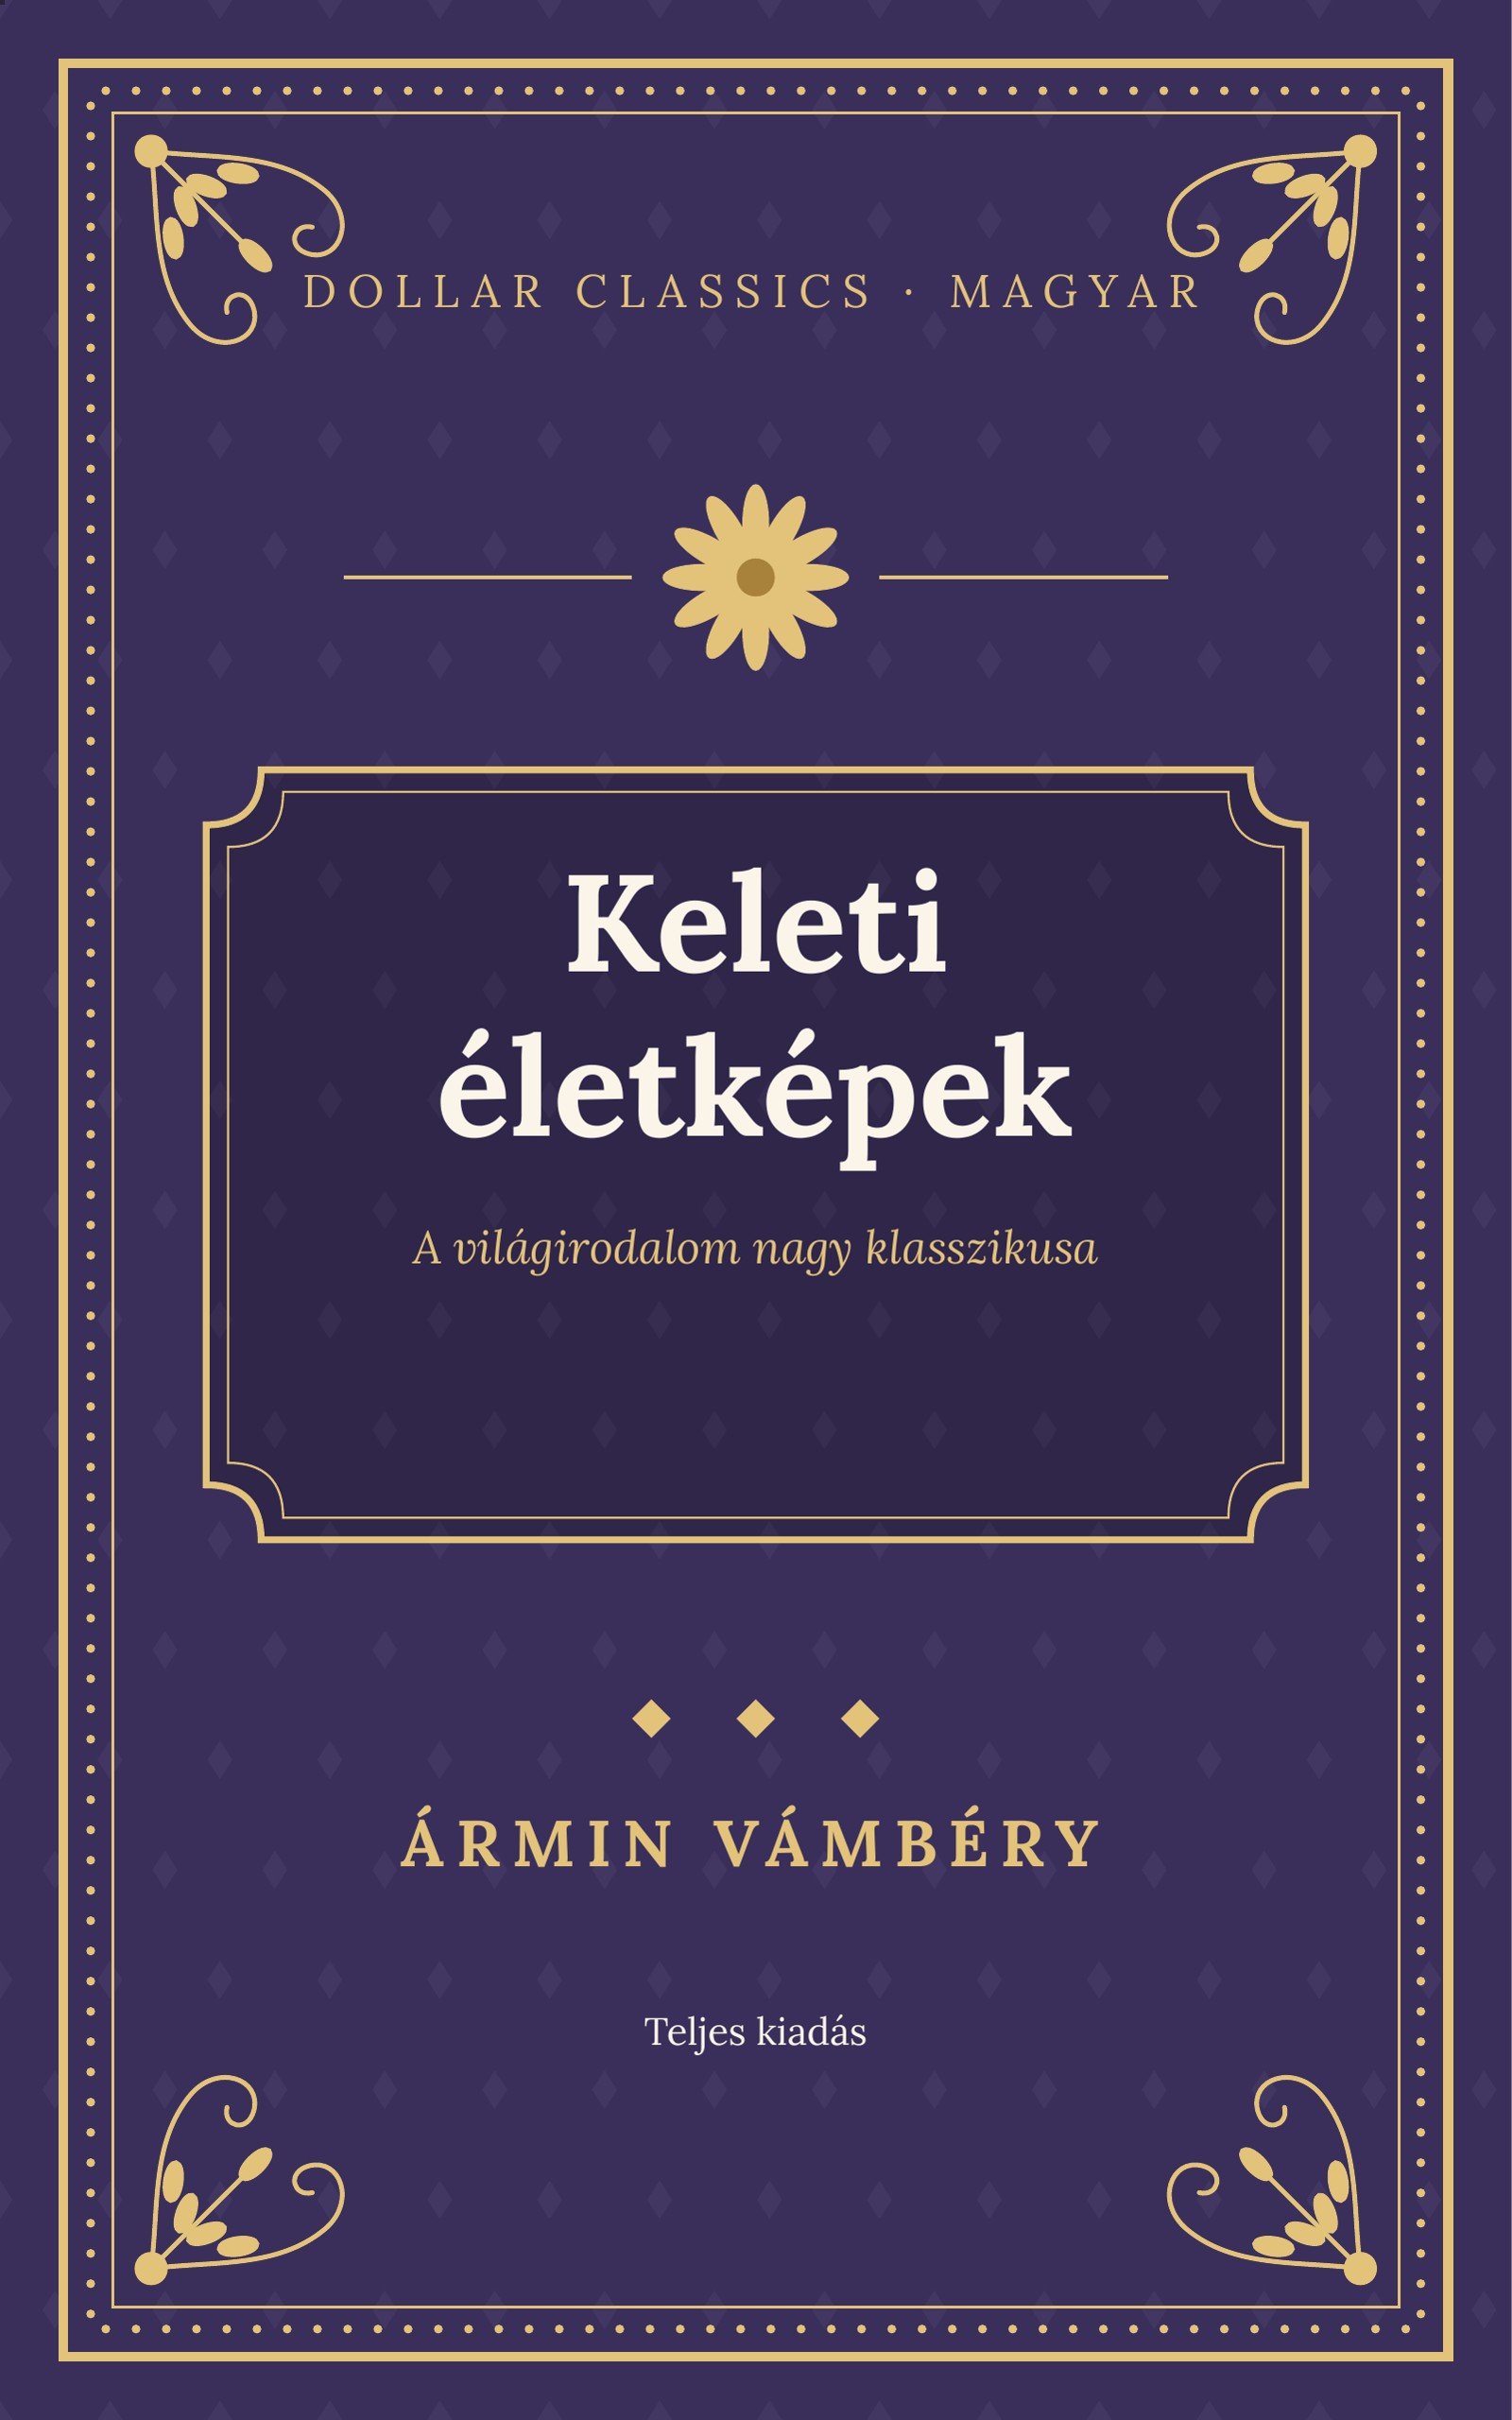 DOLLAR CLASSICS · MAGYAR
Keleti
életképek
A világirodalom nagy klasszikusa
ÁRMIN VÁMBÉRY
Teljes kiadás